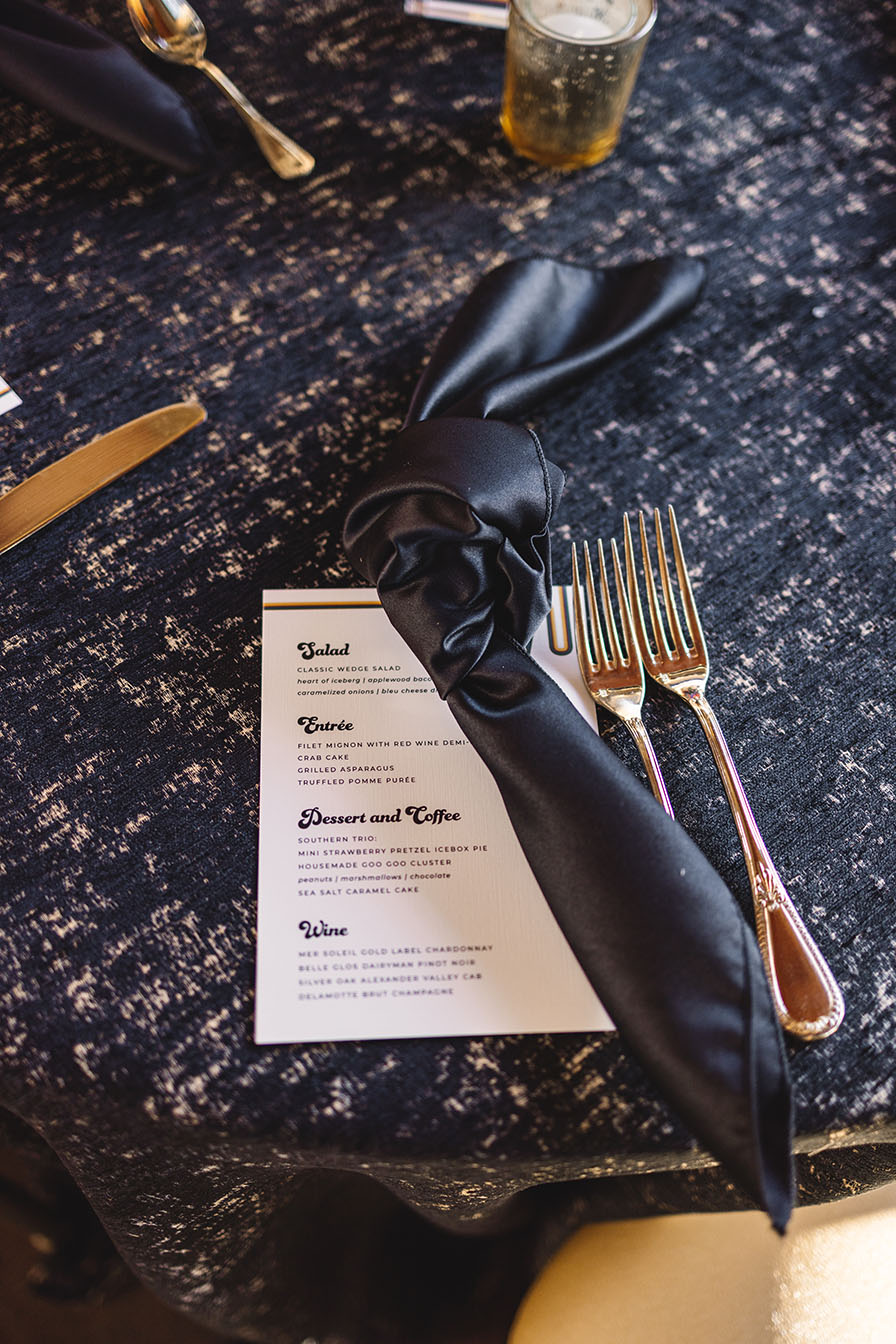 Salad
CLASSIC WEDGE SALAD
heart of iceberg | applewood baco
caramelized onions | bleu cheese d
Entrée
FILET MIGNON WITH RED WINE DEMI-
CRAB CAKE
GRILLED ASPARAGUS
TRUFFLED POMME PURÉE
Dessert and Coffee
SOUTHERN TRIO:
MINI STRAWBERRY PRETZEL ICEBOX PIE
HOUSEMADE GOO GOO CLUSTER
peanuts | marshmallows | chocolate
SEA SALT CARAMEL CAKE
Wine
MER SOLEIL GOLD LABEL CHARDONNAY
BELLE GLOS DAIRYMAN PINOT NOIR
SILVER OAK ALEXANDER VALLEY CAB
DELAMOTTE BRUT CHAMPAGNE